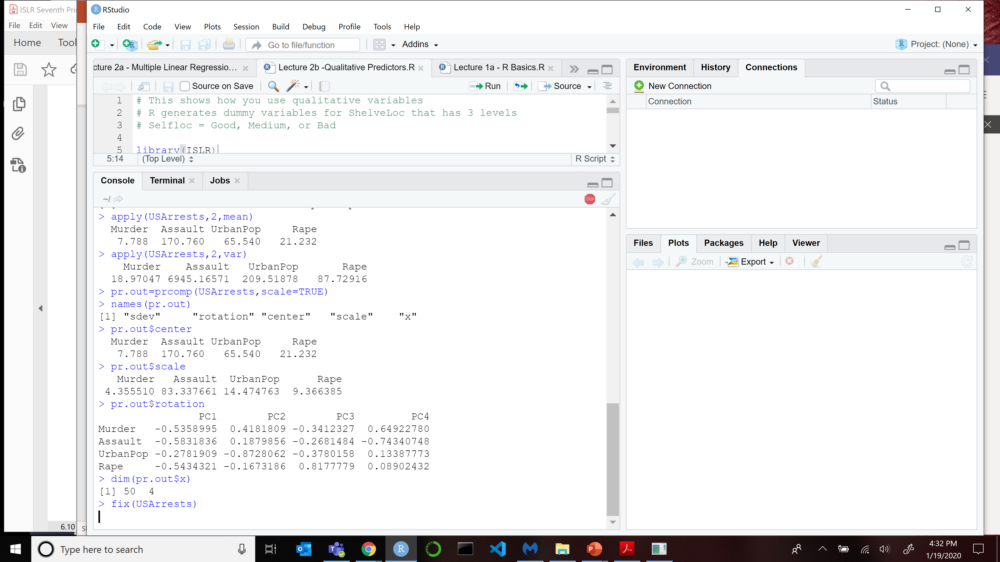 ISLR Seventh Pri
File Edit View
Home Tool
6.10
RStudio
File Edit Code View Plots Session Build Debug Profile Tools Help
Go to file/function
Addins
Project: (None)
cture 2a - Multiple Linear Regressio...
Lecture 2b -Qualitative Predictors.R
Lecture 1a - R Basics.R
Source on Save
Run
Source
1 # This shows how you use qualitative variables
2 # R generates dummy variables for ShelveLoc that has 3 levels
3 # Selfloc = Good, Medium, or Bad
4
5 library(ISLR)
5:14 (Top Level) R Script
Console Terminal Jobs
~/
STOP
> apply(USArrests,2,mean)
Murder Assault UrbanPop Rape
7.788 170.760 65.540 21.232
> apply(USArrests,2,var)
Murder Assault UrbanPop Rape
18.97047 6945.16571 209.51878 87.72916
> pr.out=prcomp(USArrests,scale=TRUE)
> names(pr.out)
[1] "sdev" "rotation" "center" "scale" "x"
> pr.out$center
Murder Assault UrbanPop Rape
7.788 170.760 65.540 21.232
> pr.out$scale
Murder Assault UrbanPop Rape
4.355510 83.337661 14.474763 9.366385
> pr.out$rotation
PC1 PC2 PC3 PC4
Murder -0.5358995 0.4181809 -0.3412327 0.64922780
Assault -0.5831836 0.1879856 -0.2681484 -0.74340748
UrbanPop -0.2781909 -0.8728062 -0.3780158 0.13387773
Rape -0.5434321 -0.1673186 0.8177779 0.08902432
> dim(pr.out$x)
[1] 50 4
> fix(USArrests)
Environment History Connections
New Connection
Connection Status
Files Plots Packages Help Viewer
Zoom Export
Type here to search
4:32 PM
1/19/2020